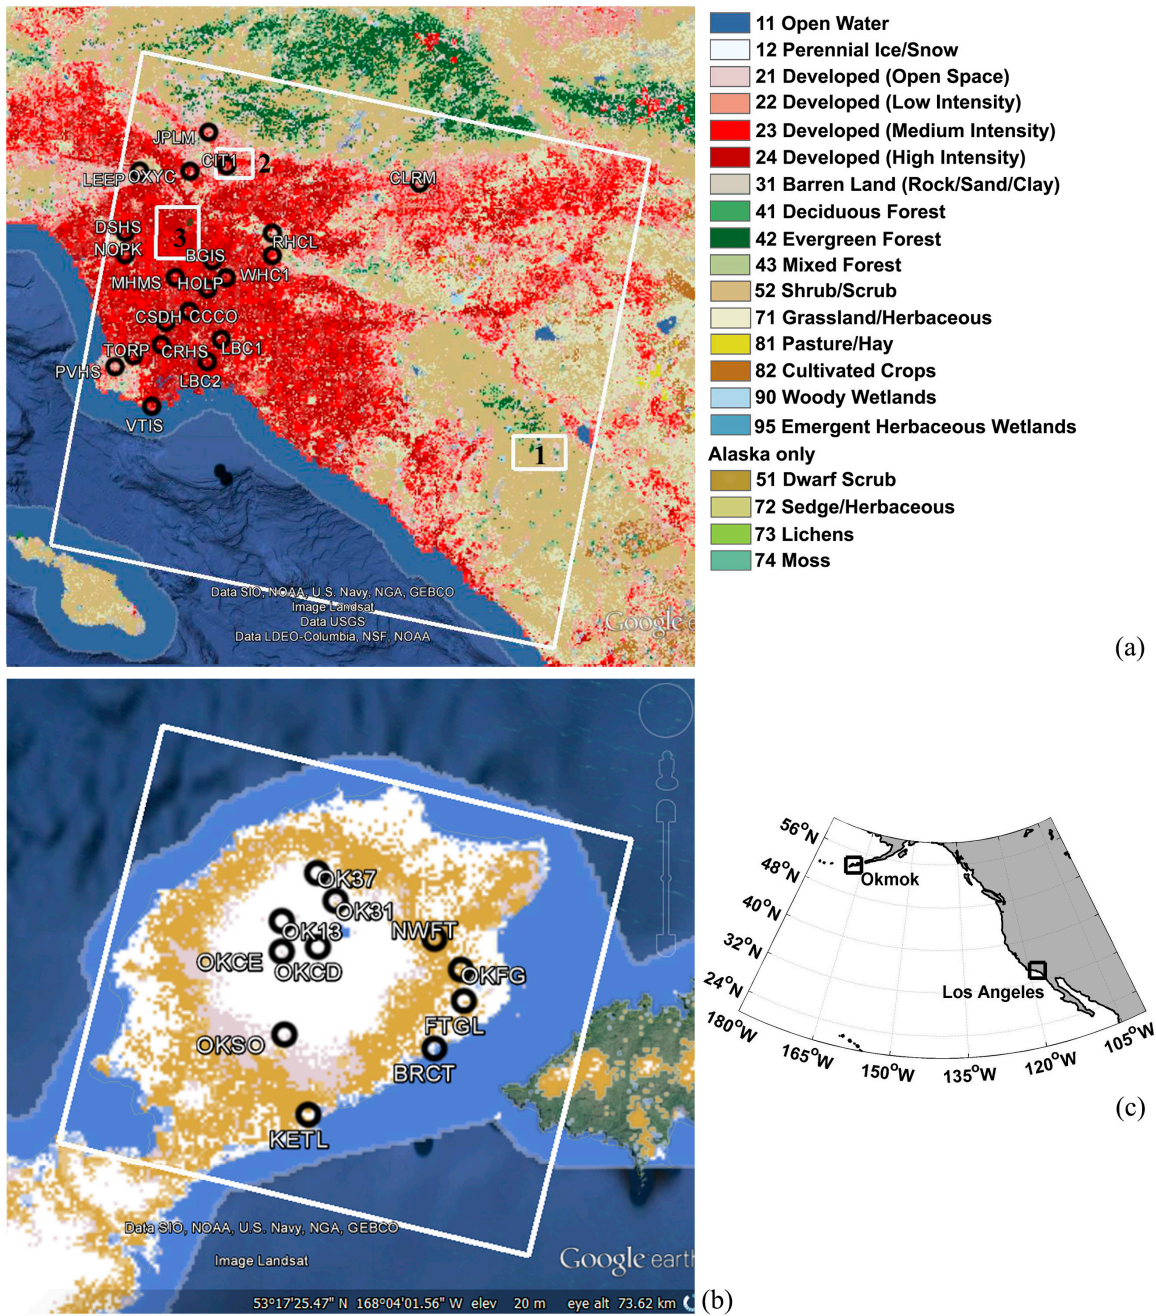 11 Open Water
12 Perennial Ice/Snow
21 Developed (Open Space)
22 Developed (Low Intensity)
23 Developed (Medium Intensity)
24 Developed (High Intensity)
31 Barren Land (Rock/Sand/Clay)
41 Deciduous Forest
42 Evergreen Forest
43 Mixed Forest
52 Shrub/Scrub
71 Grassland/Herbaceous
81 Pasture/Hay
82 Cultivated Crops
90 Woody Wetlands
95 Emergent Herbaceous Wetlands
Alaska only
51 Dwarf Scrub
72 Sedge/Herbaceous
73 Lichens
74 Moss
JPLM
CIT1
2
LEEP
OXYC
CLRM
DSHS
3
NOPK
RHCL
BGIS
MHMS
HOLP
WHC1
CSDH
CCCO
TORP
CRHS
LBC1
PVHS
LBC2
VTIS
1
Data SIO, NOAA, U.S. Navy, NGA, GEBCO
Image Landsat
Data USGS
Data LDEO-Columbia, NSF, NOAA
Google e
(a)
OK37
OK31
OK13
NWFT
OKCE
OKCD
OKFG
FTGL
OKSO
BRCT
KETL
Data SIO, NOAA, U.S. Navy, NGA, GEBCO
Image Landsat
Google earth
53°17'25.47" N 168°04'01.56" W elev 20 m eye alt 73.62 km
(b)
56°N
48°N
40°N
32°N
24°N
180°W
165°W
150°W
135°W
120°W
105°W
Okmok
Los Angeles
(c)